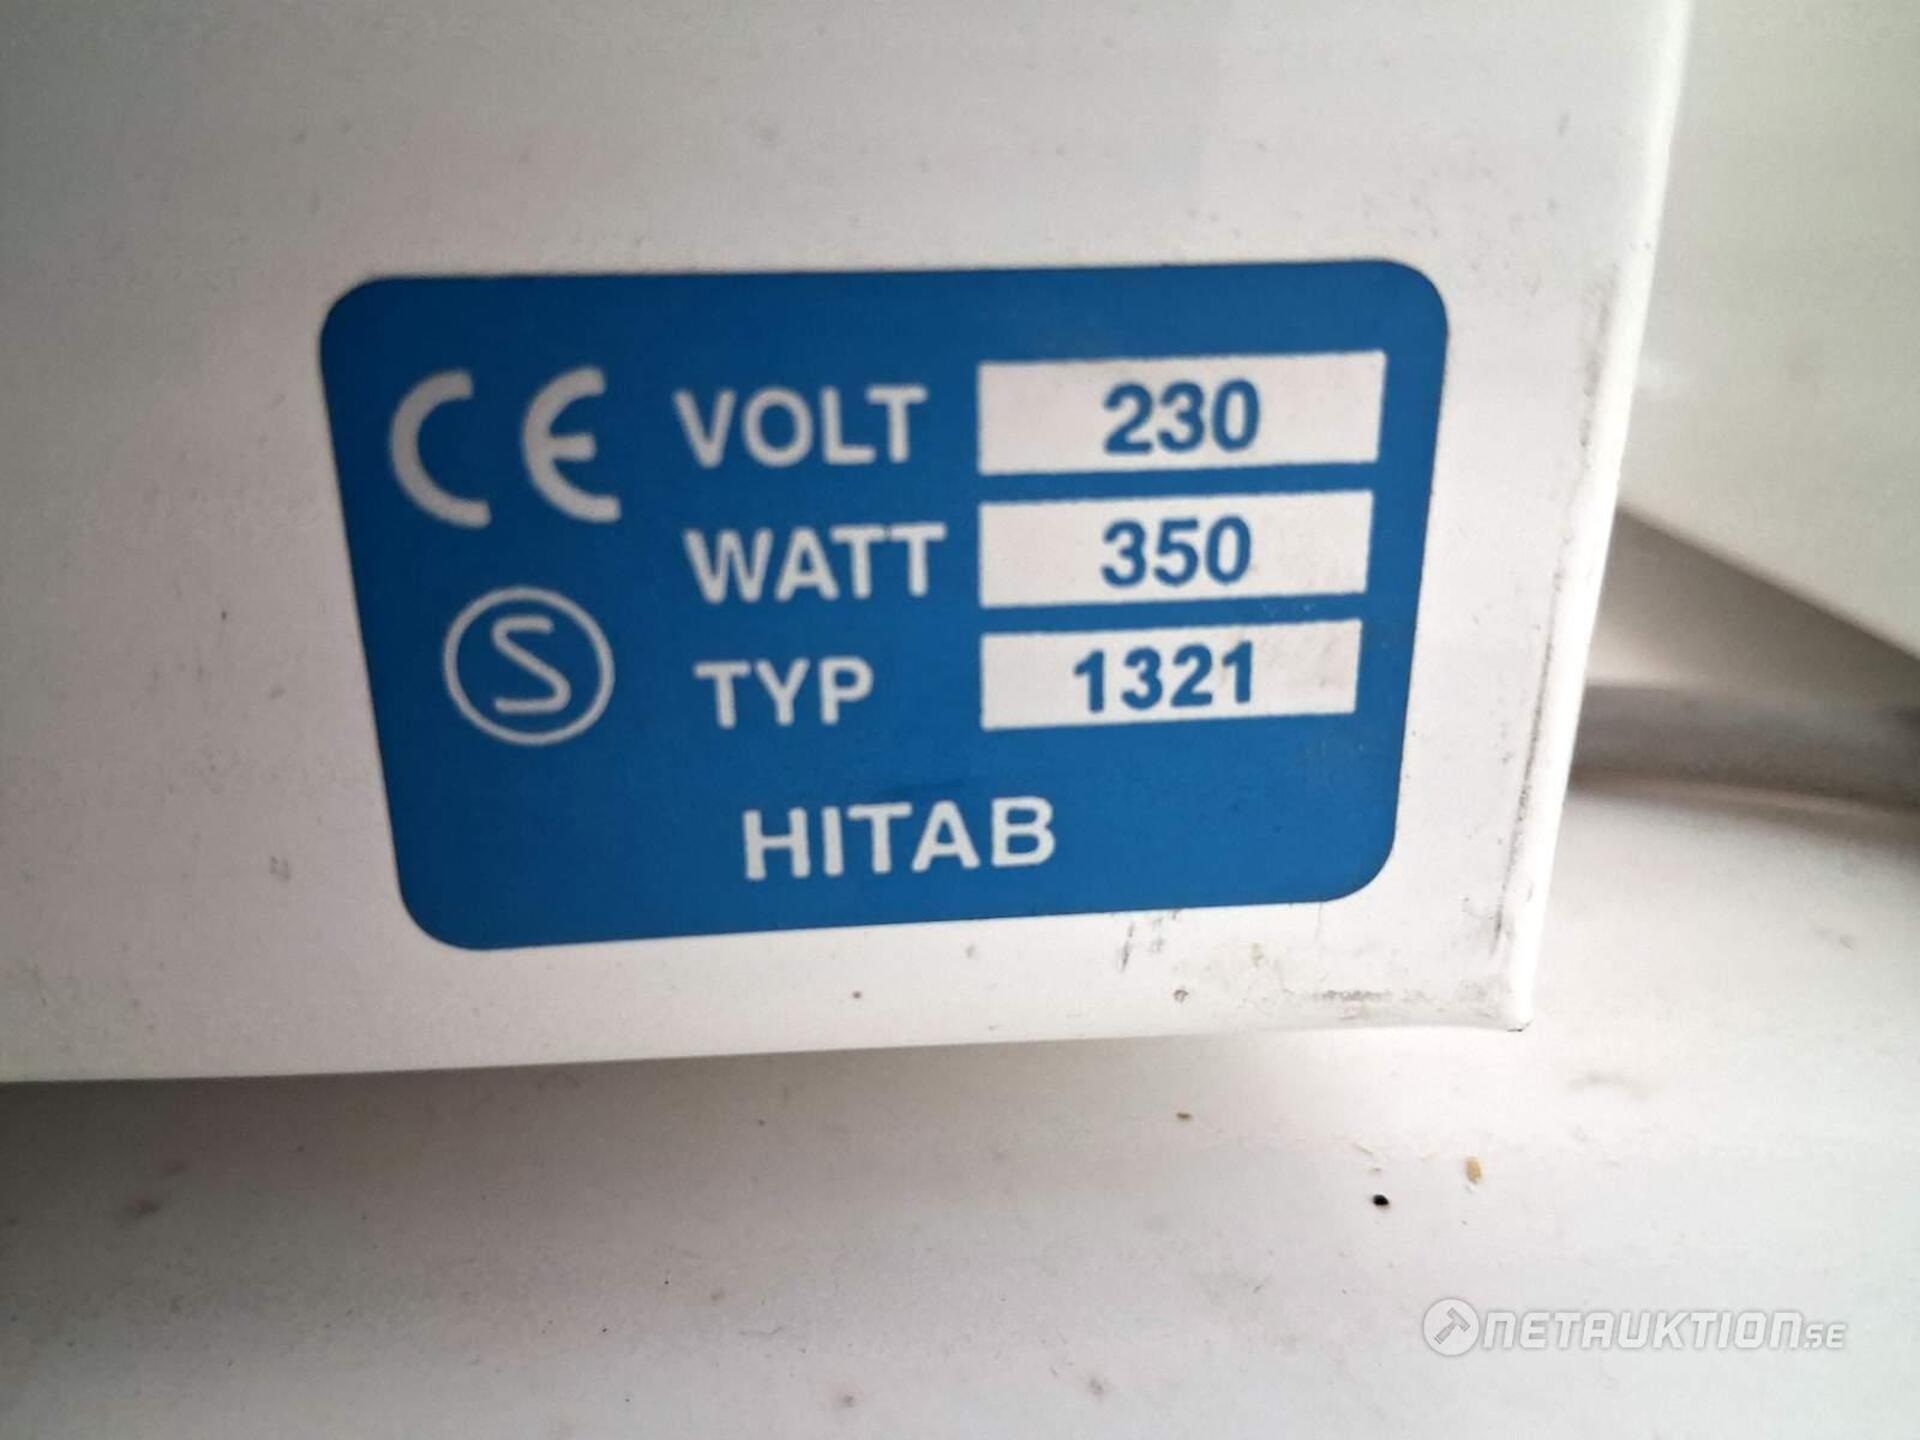 CE VOLT 230
WATT 350
S TYP 1321
HITAB
NETAUKTION.SE